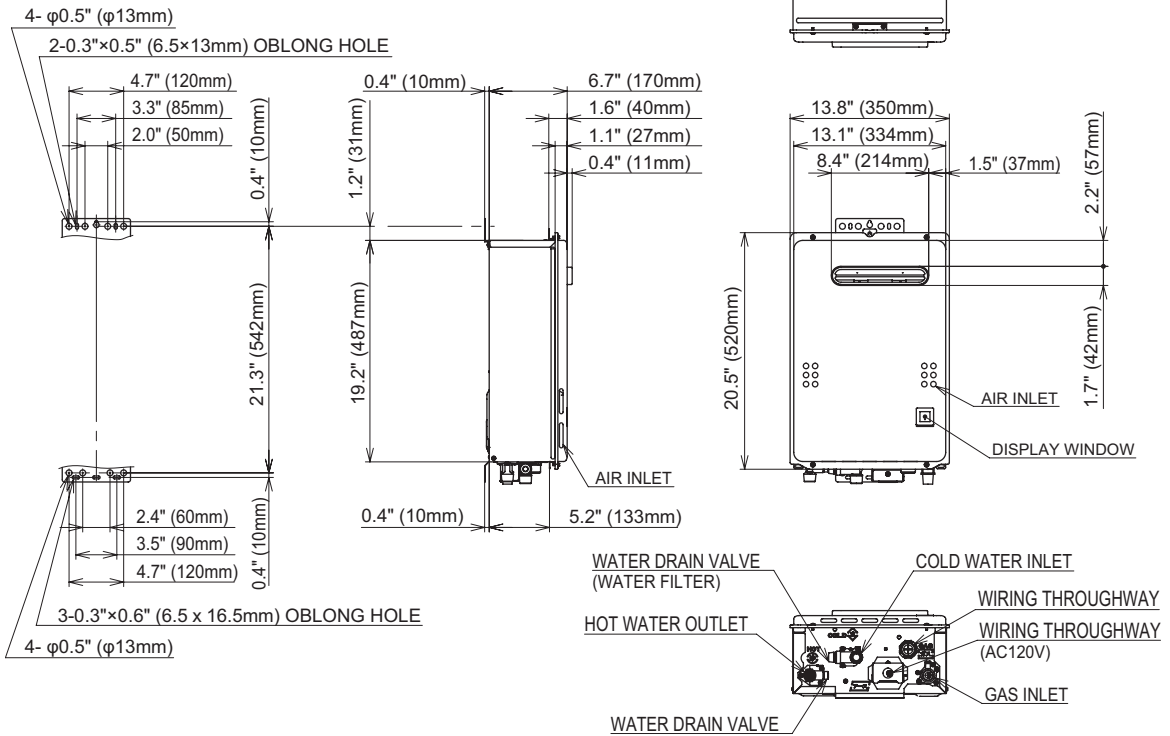 4- φ0.5" (φ13mm)
2-0.3"×0.5" (6.5×13mm) OBLONG HOLE
4.7" (120mm)
3.3" (85mm)
2.0" (50mm)
0.4" (10mm)
21.3" (542mm)
2.4" (60mm)
3.5" (90mm)
4.7" (120mm)
0.4" (10mm)
3-0.3"×0.6" (6.5 x 16.5mm) OBLONG HOLE
4- φ0.5" (φ13mm)
0.4" (10mm)
6.7" (170mm)
1.6" (40mm)
1.1" (27mm)
0.4" (11mm)
1.2" (31mm)
19.2" (487mm)
AIR INLET
0.4" (10mm)
5.2" (133mm)
13.8" (350mm)
13.1" (334mm)
8.4" (214mm)
1.5" (37mm)
2.2" (57mm)
20.5" (520mm)
1.7" (42mm)
AIR INLET
DISPLAY WINDOW
WATER DRAIN VALVE
(WATER FILTER)
COLD WATER INLET
HOT WATER OUTLET
WIRING THROUGHWAY
WIRING THROUGHWAY
(AC120V)
COLD
HOT
GAS
GAS INLET
WATER DRAIN VALVE